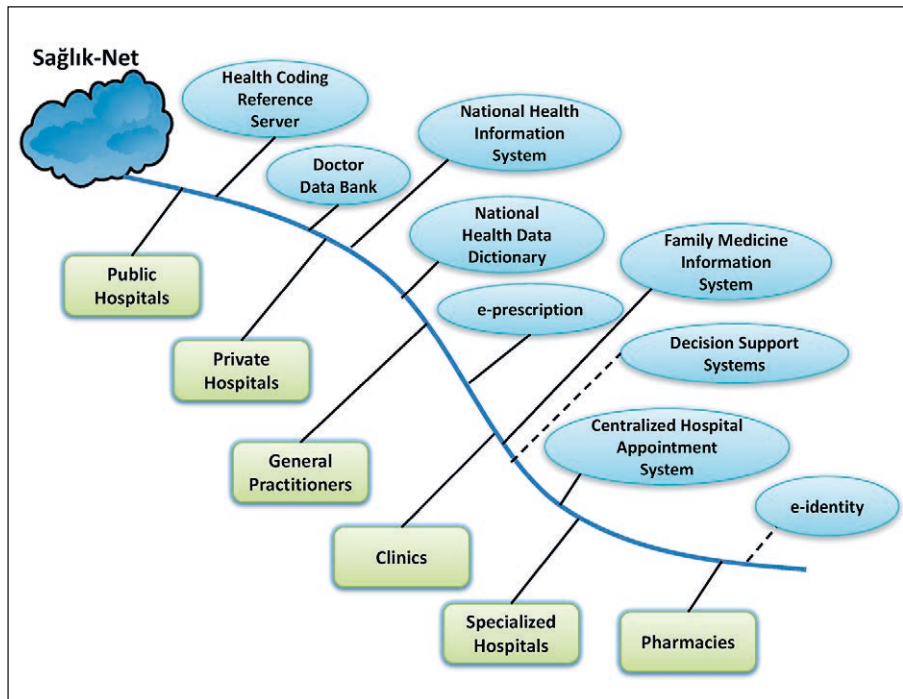 Sağlık-Net
Health Coding
Reference
Server
National Health
Information
System
Doctor
Data Bank
National
Health Data
Dictionary
Family Medicine
Information
System
Public
Hospitals
e-prescription
Decision Support
Systems
Private
Hospitals
Centralized Hospital
Appointment
System
General
Practitioners
e-identity
Clinics
Specialized
Hospitals
Pharmacies